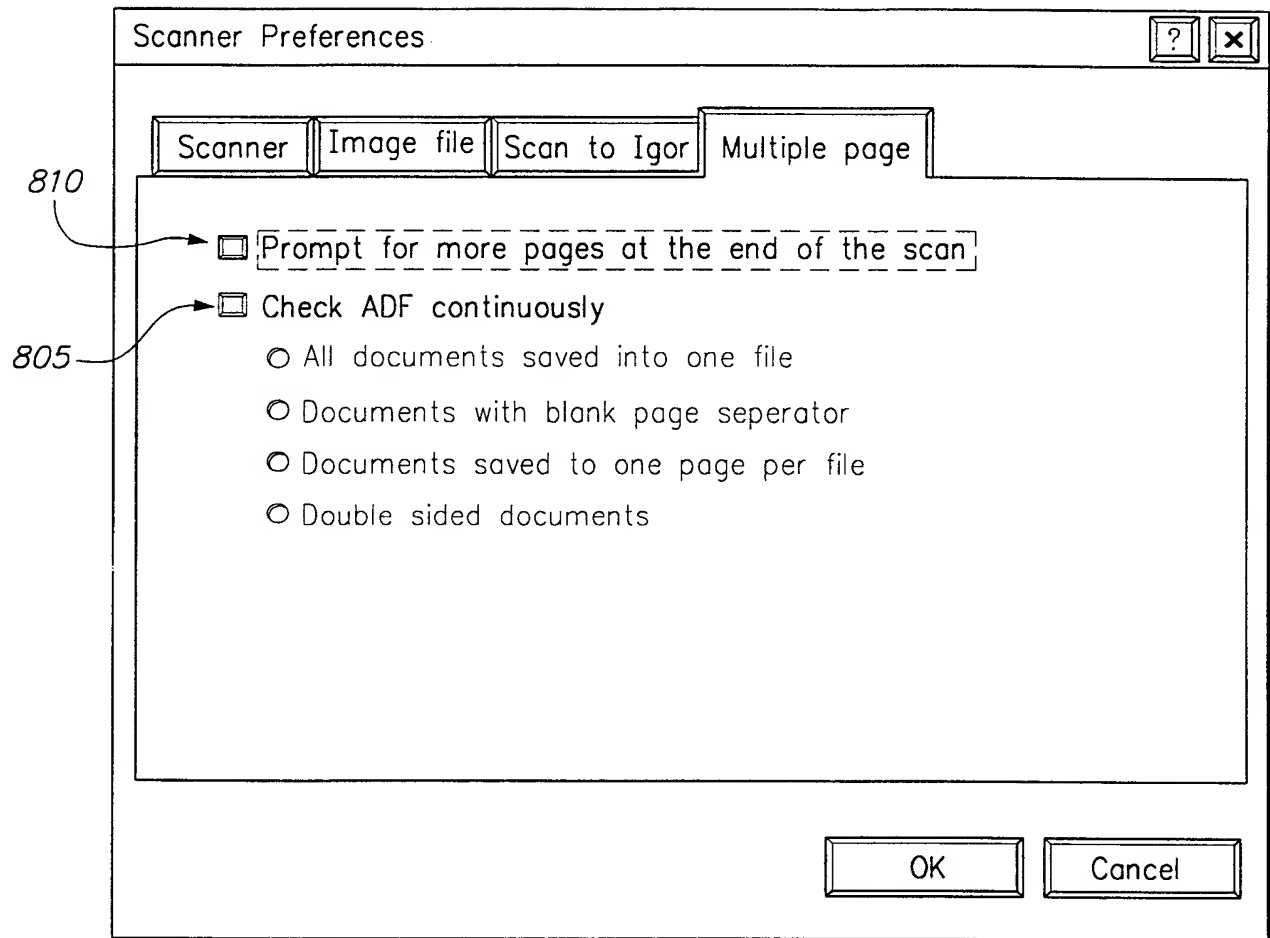 Scanner Preferences ? ×
Scanner Image file Scan to Igor Multiple page
810
Prompt for more pages at the end of the scan
Check ADF continuously
805
All documents saved into one file
Documents with blank page seperator
Documents saved to one page per file
Double sided documents
OK Cancel